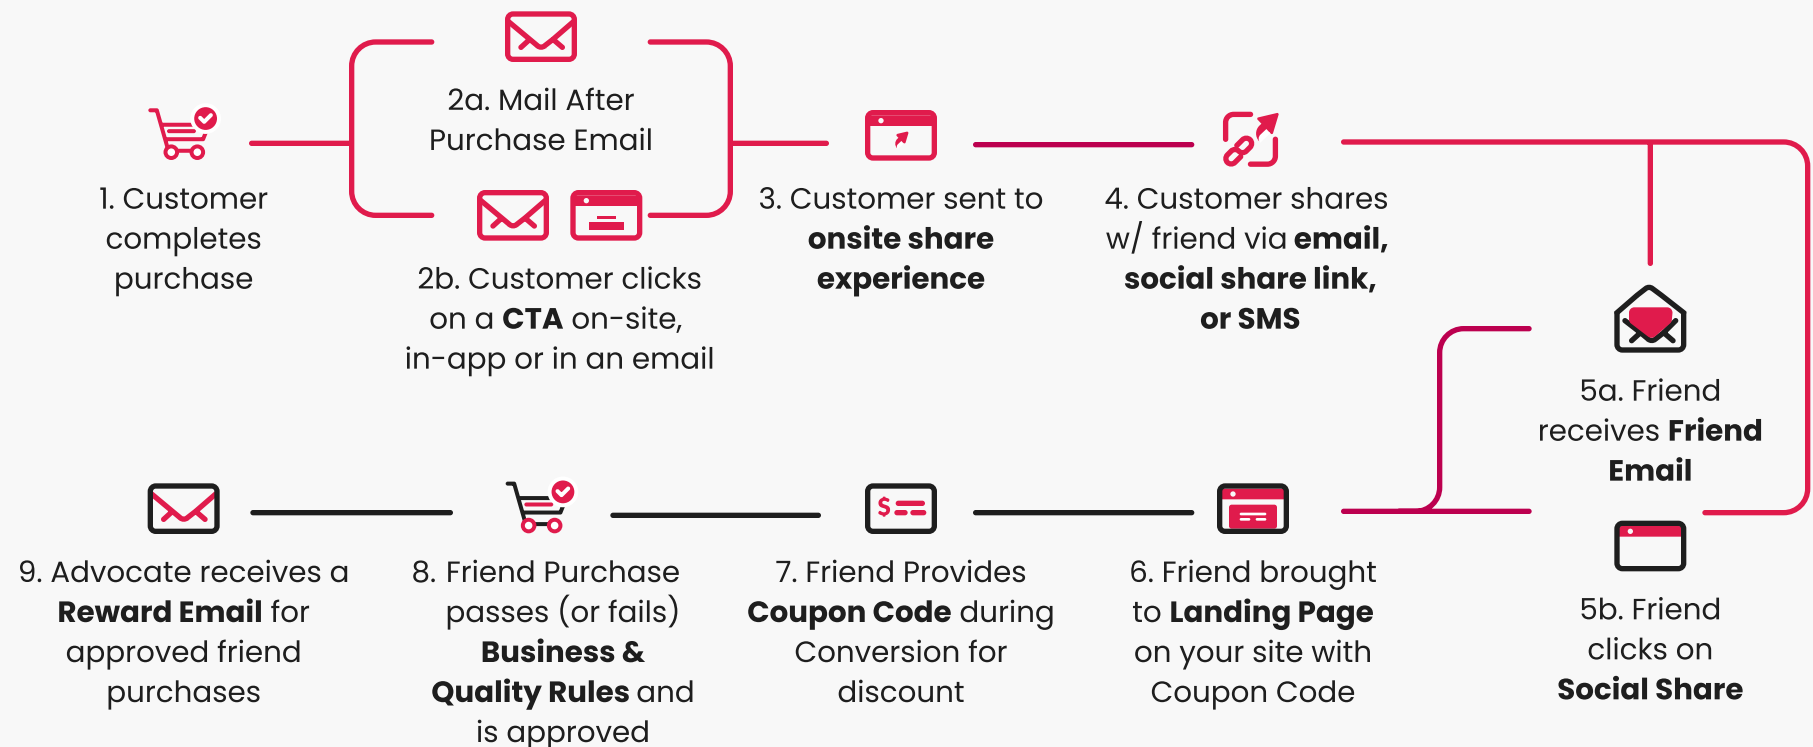 1. Customer
completes
purchase
2a. Mail After
Purchase Email
2b. Customer clicks
on a CTA on-site,
in-app or in an email
3. Customer sent to
onsite share
experience
4. Customer shares
w/ friend via email,
social share link,
or SMS
5a. Friend
receives Friend
Email
5b. Friend
clicks on
Social Share
6. Friend brought
to Landing Page
on your site with
Coupon Code
$
7. Friend Provides
Coupon Code during
Conversion for
discount
8. Friend Purchase
passes (or fails)
Business &
Quality Rules and
is approved
9. Advocate receives a
Reward Email for
approved friend
purchases